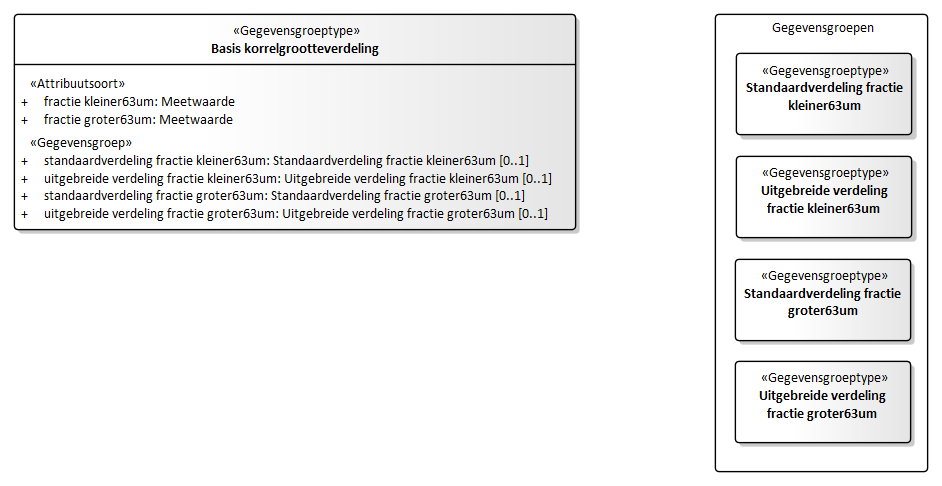 «Gegevensgroeptype»
Basis korrelgrootteverdeling
«Attribuutsoort»
+ fractie kleiner63um: Meetwaarde
+ fractie groter63um: Meetwaarde
«Gegevensgroep»
+ standaardverdeling fractie kleiner63um: Standaardverdeling fractie kleiner63um [0..1]
+ uitgebreide verdeling fractie kleiner63um: Uitgebreide verdeling fractie kleiner63um [0..1]
+ standaardverdeling fractie groter63um: Standaardverdeling fractie groter63um [0..1]
+ uitgebreide verdeling fractie groter63um: Uitgebreide verdeling fractie groter63um [0..1]
Gegevensgroepen
«Gegevensgroeptype»
Standaardverdeling fractie
kleiner63um
«Gegevensgroeptype»
Uitgebreide verdeling
fractie kleiner63um
«Gegevensgroeptype»
Standaardverdeling fractie
groter63um
«Gegevensgroeptype»
Uitgebreide verdeling
fractie groter63um